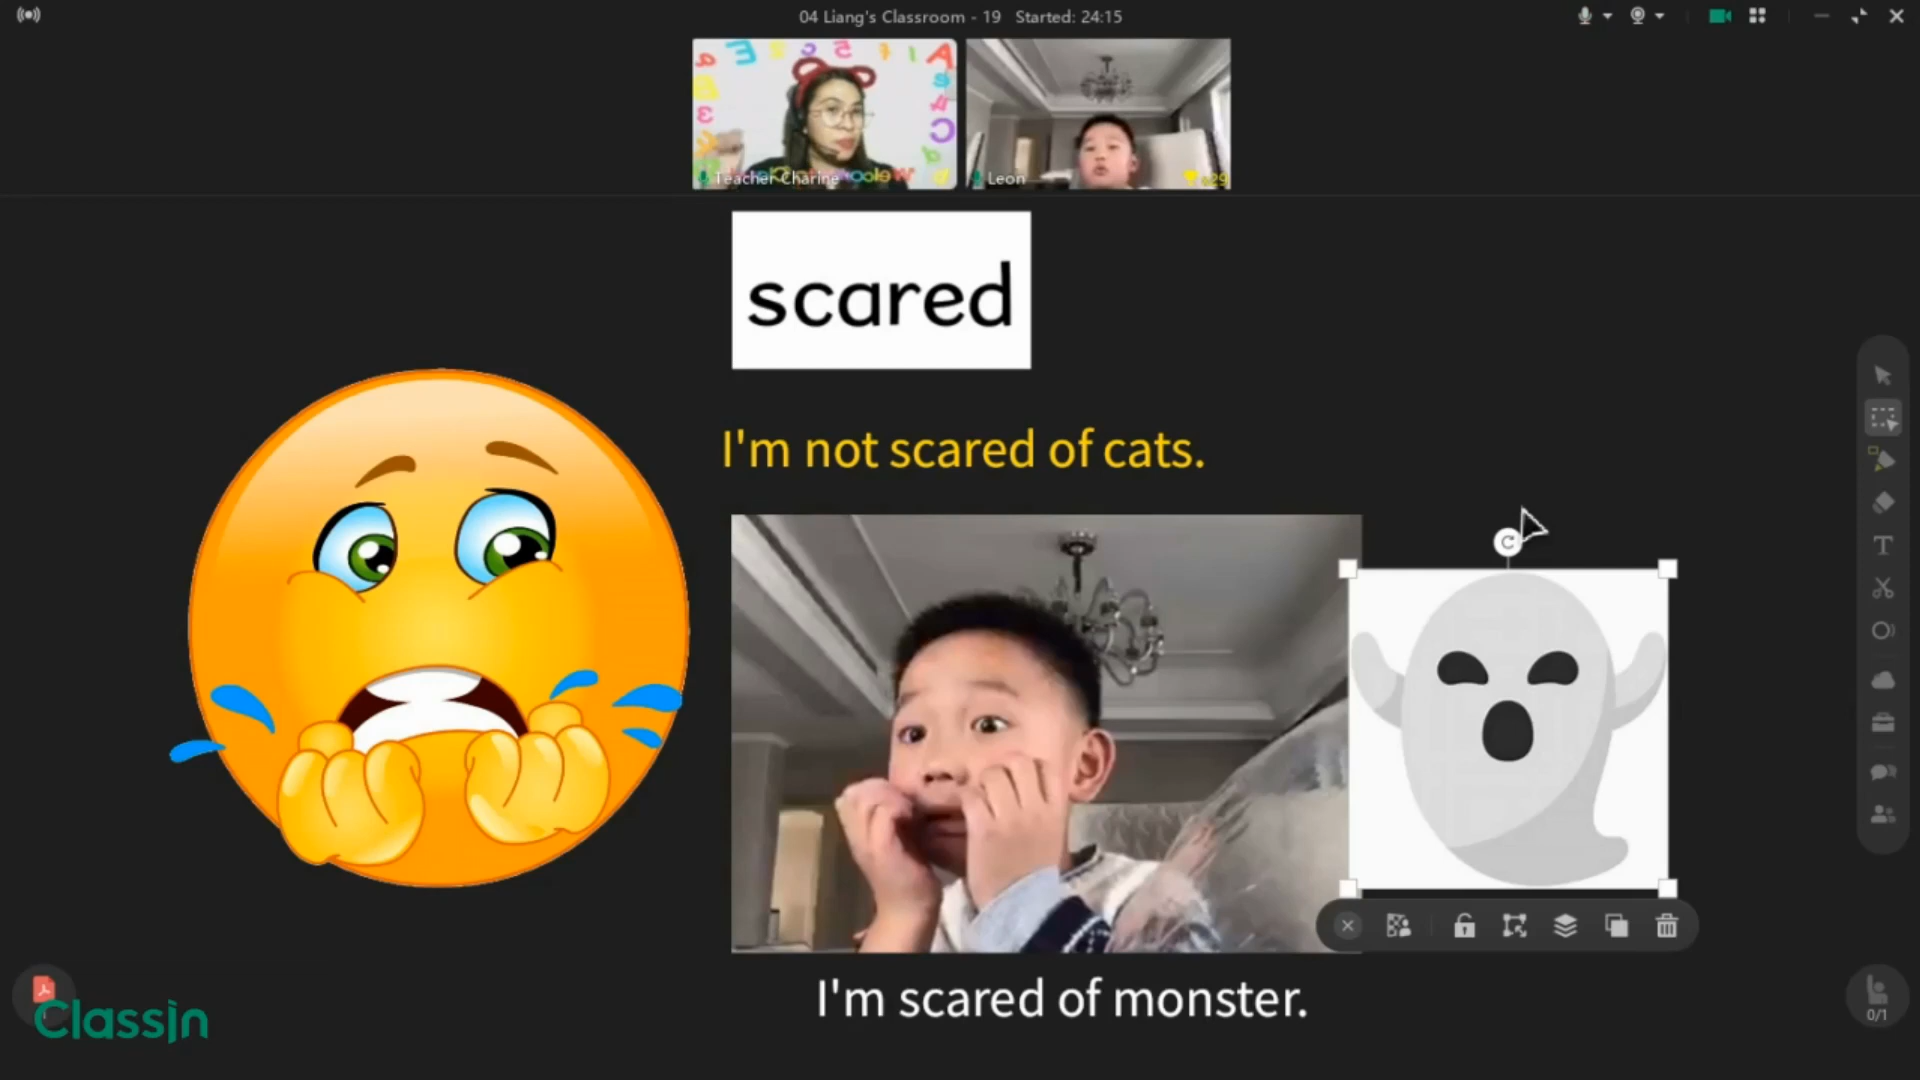 04 Liang's Classroom - 19 Started: 24:15
Teacher Charine
Leon
x29
scared
I'm not scared of cats.
I'm scared of monster.
ClassIn
0/1